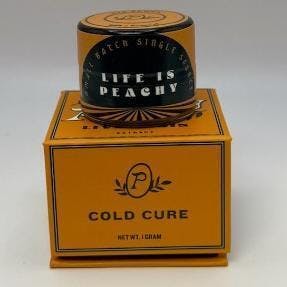 SMALL BATCH SINGLE SOURCE
LIFE IS
PEACHY
P
COLD CURE
NET WT. 1 GRAM